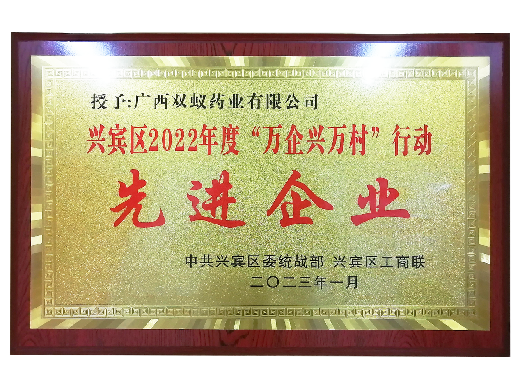 授予:广西双蚁药业有限公司
兴宾区2022年度“万企兴万村”行动
先进企业
中共兴宾区委统战部 兴宾区工商联
二〇二三年一月